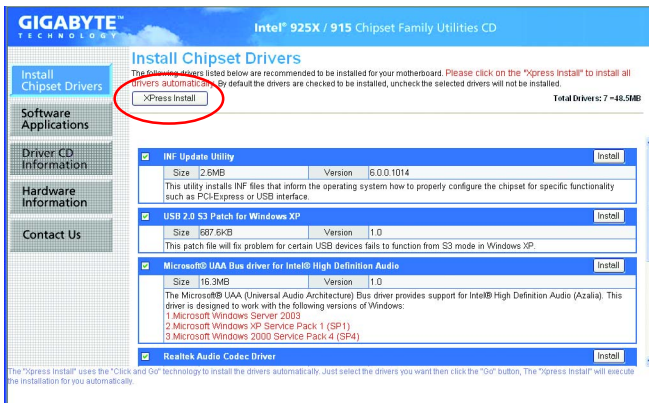 GIGABYTE™
TECHNOLOGY
Intel® 925X / 915 Chipset Family Utilities CD
Install
Chipset Drivers
Software
Applications
Driver CD
Information
Hardware
Information
Contact Us
Install Chipset Drivers
The following drivers listed below are recommended to be installed for your motherboard. Please click on the "Xpress Install" to install all
drivers automatically. By default the drivers are checked to be installed, uncheck the selected drivers will not be installed.
XPress Install
Total Drivers: 7 =48.5MB
INF Update Utility
Install
Size 2.6MB Version 6.0.0.1014
This utility installs INF files that inform the operating system how to properly configure the chipset for specific functionality
such as PCI-Express or USB interface.
USB 2.0 S3 Patch for Windows XP
Install
Size 687.6KB Version 1.0
This patch file will fix problem for certain USB devices fails to function from S3 mode in Windows XP.
Microsoft® UAA Bus driver for Intel® High Definition Audio
Install
Size 16.3MB Version 1.0
The Microsoft® UAA (Universal Audio Architecture) Bus driver provides support for Intel® High Definition Audio (Azalia). This
driver is designed to work with the following versions of Windows:
1.Microsoft Windows Server 2003
2.Microsoft Windows XP Service Pack 1 (SP1)
3.Microsoft Windows 2000 Service Pack 4 (SP4)
Realtek Audio Codec Driver
Install
The "Xpress Install" uses the "Click and Go" technology to install the drivers automatically. Just select the drivers you want then click the "Go" button, The "Xpress Install" will execute
the installation for you automatically.